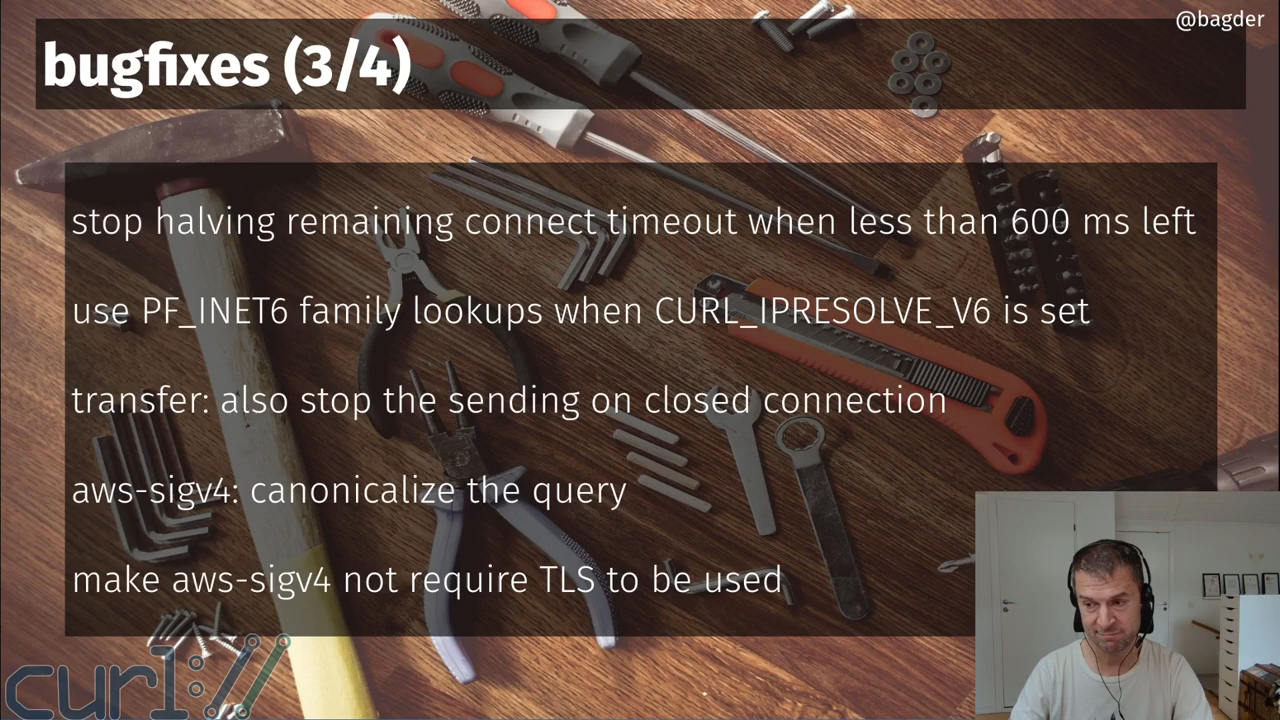 @bagder
bugfixes (3/4)
stop halving remaining connect timeout when less than 600 ms left
use PF_INET6 family lookups when CURL_IPRESOLVE_V6 is set
transfer: also stop the sending on closed connection
aws-sigv4: canonicalize the query
make aws-sigv4 not require TLS to be used
curl://